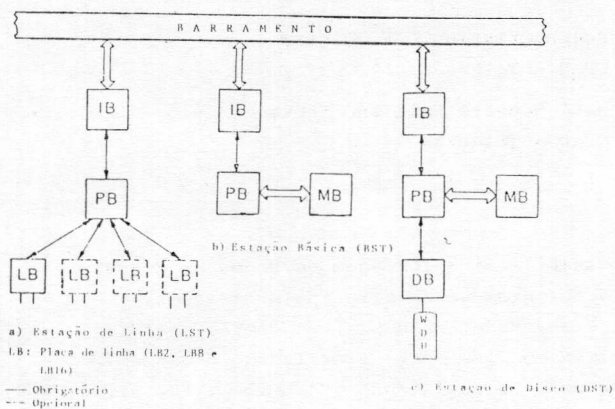 BARRAMENTO
IB
IB
IB
PB
PB
MB
PB
MB
b) Estação Básica (BST)
LB
LB
LB
LB
DB
a) Estação de Linha (LST)
LB: Placa de linha (LB2, LB8 e
LB16)
Obrigatório
Opcional
c) Estação de Disco (DST)